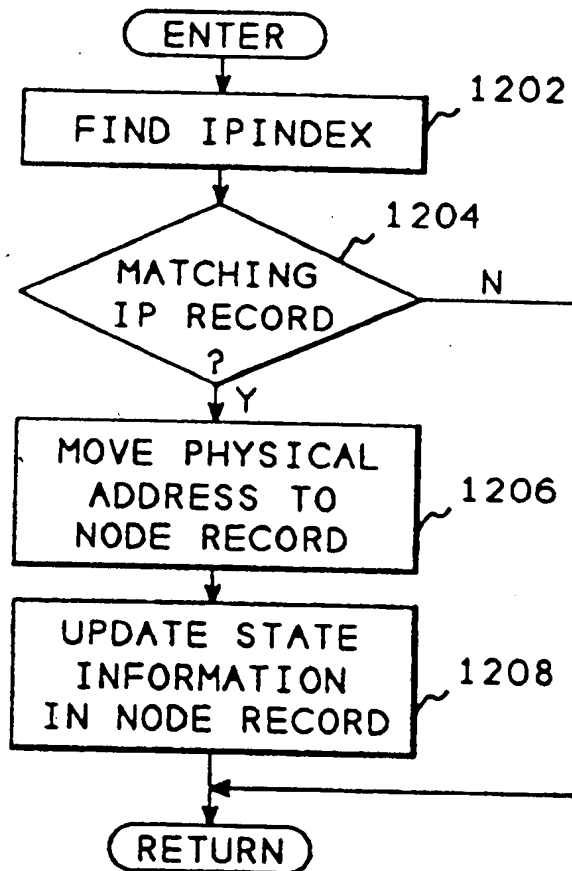 ENTER
1202
FIND IPINDEX
1204
MATCHING
IP RECORD
?
N
Y
MOVE PHYSICAL
ADDRESS TO
NODE RECORD
1206
UPDATE STATE
INFORMATION
IN NODE RECORD
1208
RETURN